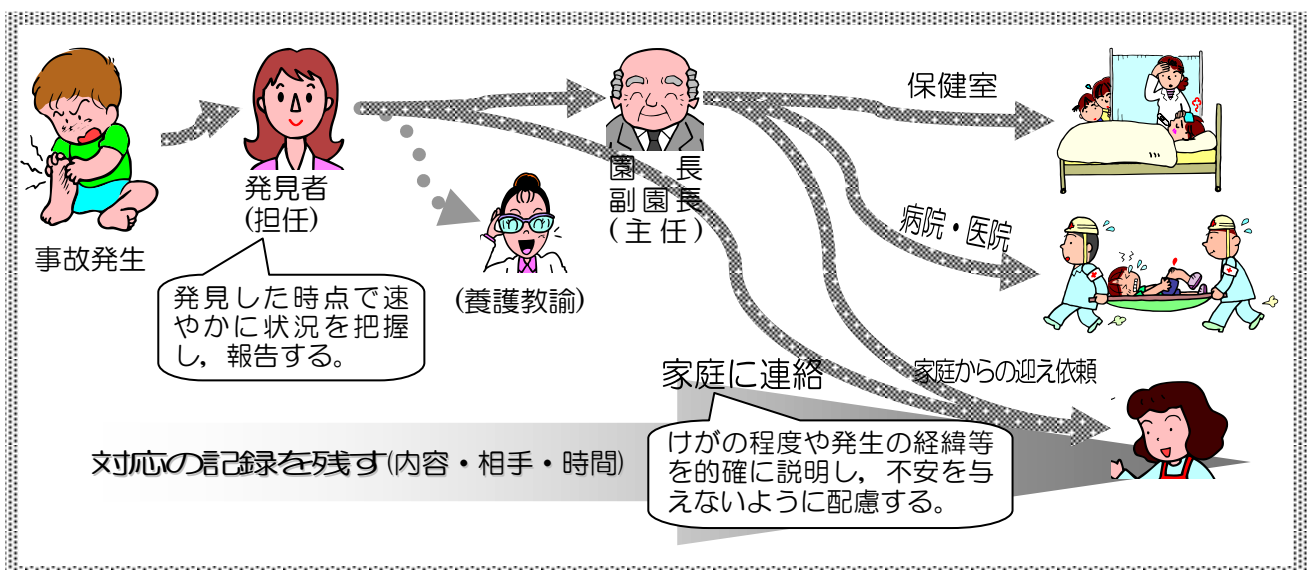 事故発生
発見者
(担任)
発見した時点で速
やかに状況を把握
し，報告する。
(養護教諭)
園　長
副園長
(主任)
保健室
病院・医院
家庭からの迎え依頼
家庭に連絡
けがの程度や発生の経緯等
を的確に説明し，不安を与
えないように配慮する。
対応の記録を残す(内容・相手・時間)